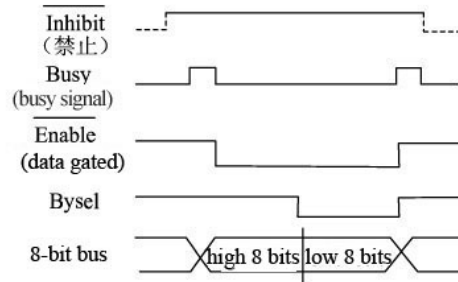 Inhibit
(禁止)
Busy
(busy signal)
Enable
(data gated)
Bysel
8-bit bus
high 8 bits
low 8 bits